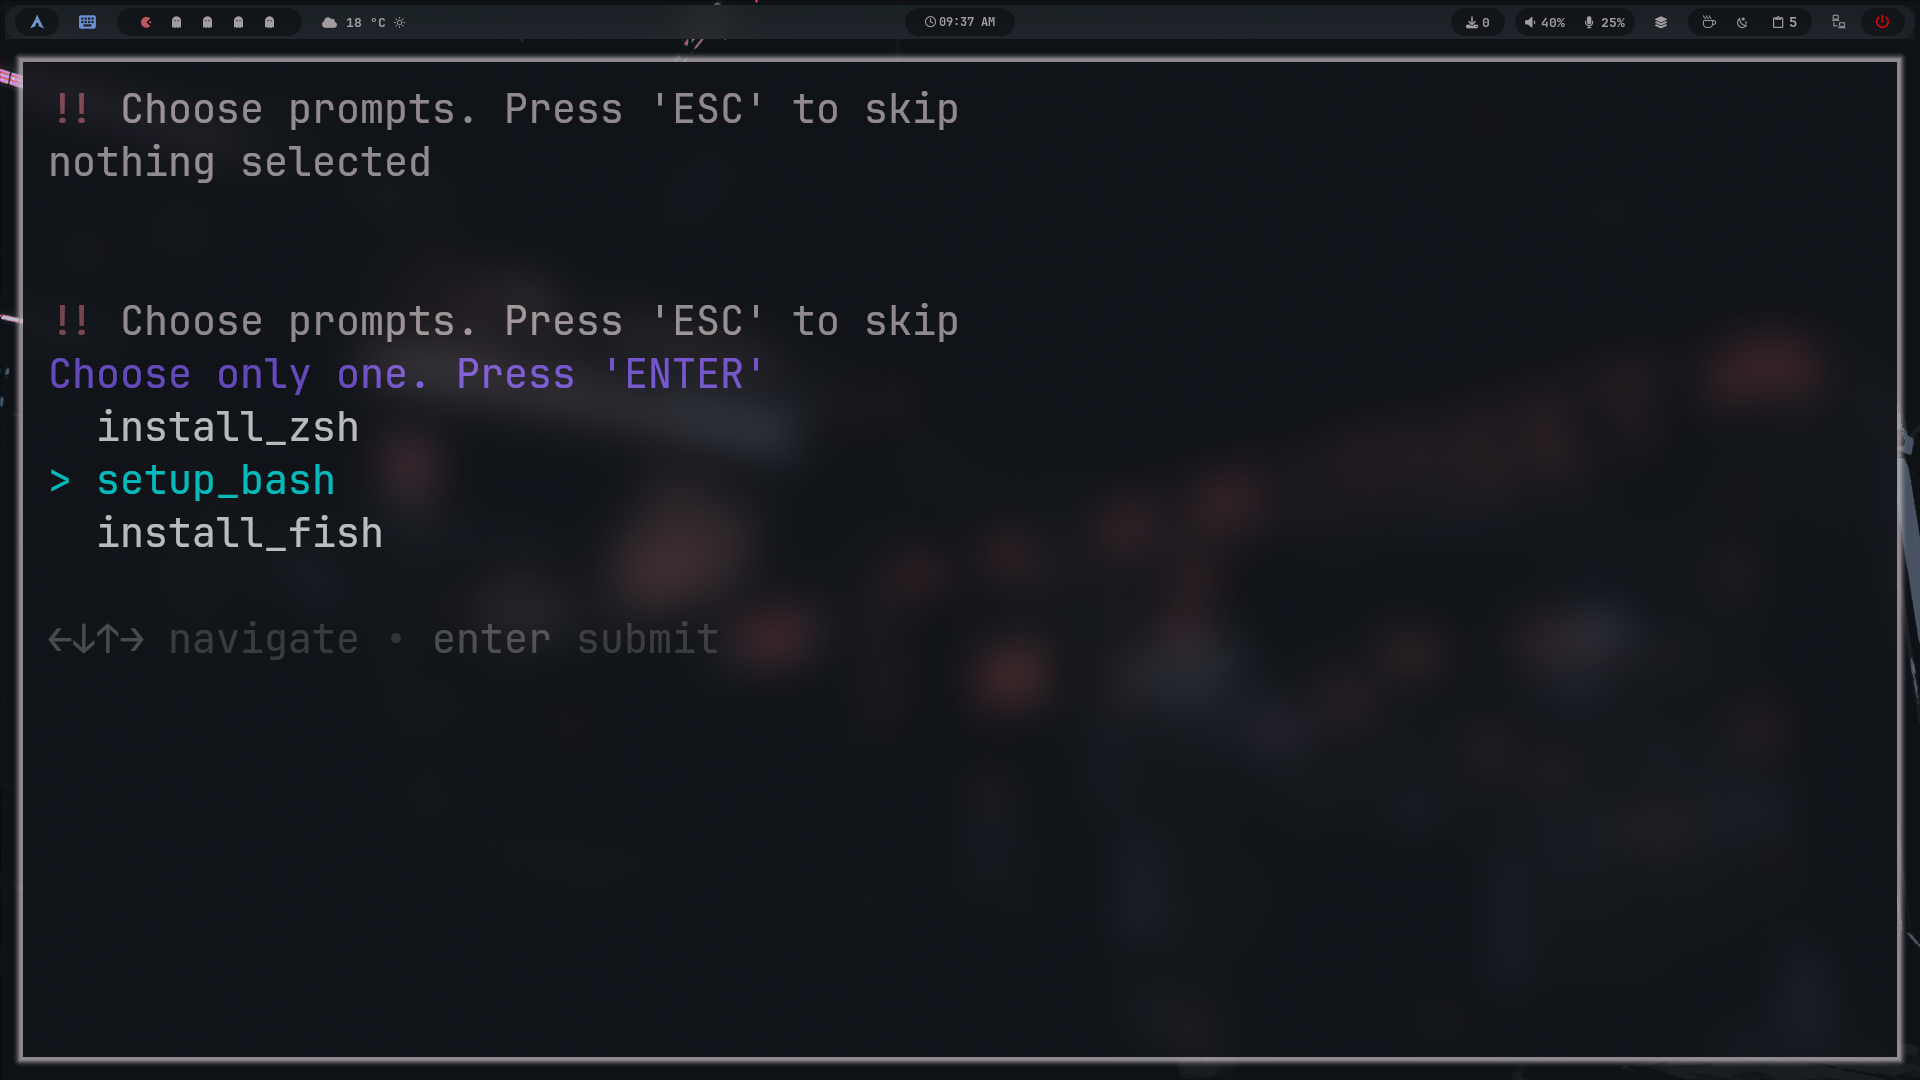 18 °C
09:37 AM
0
40%
25%
5
!! Choose prompts. Press 'ESC' to skip
nothing selected
!! Choose prompts. Press 'ESC' to skip
Choose only one. Press 'ENTER'
install_zsh
> setup_bash
install_fish
←↓↑→ navigate • enter submit